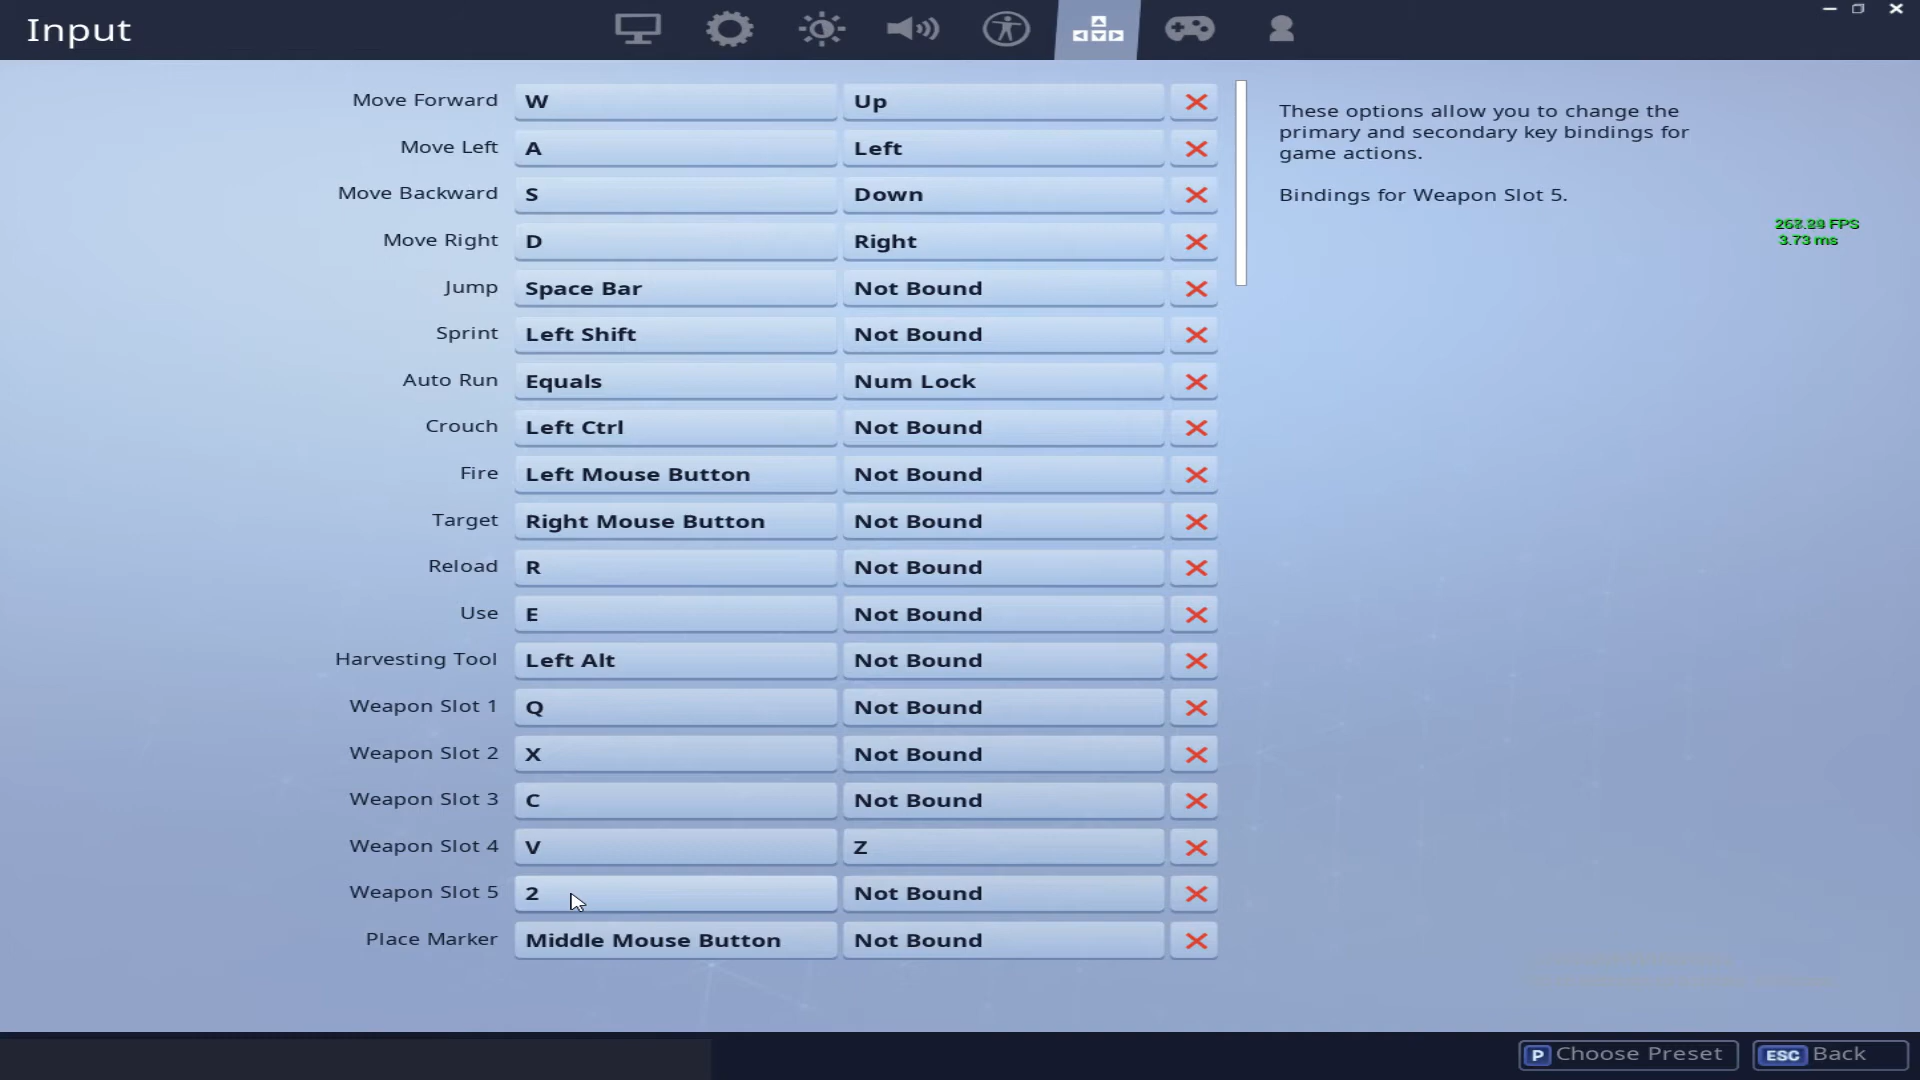 Input
Move Forward W Up
Move Left A Left
Move Backward S Down
Move Right D Right
Jump Space Bar Not Bound
Sprint Left Shift Not Bound
Auto Run Equals Num Lock
Crouch Left Ctrl Not Bound
Fire Left Mouse Button Not Bound
Target Right Mouse Button Not Bound
Reload R Not Bound
Use E Not Bound
Harvesting Tool Left Alt Not Bound
Weapon Slot 1 Q Not Bound
Weapon Slot 2 X Not Bound
Weapon Slot 3 C Not Bound
Weapon Slot 4 V Z
Weapon Slot 5 2 Not Bound
Place Marker Middle Mouse Button Not Bound
These options allow you to change the
primary and secondary key bindings for
game actions.
Bindings for Weapon Slot 5.
FPS
3.73 ms
P Choose Preset ESC Back